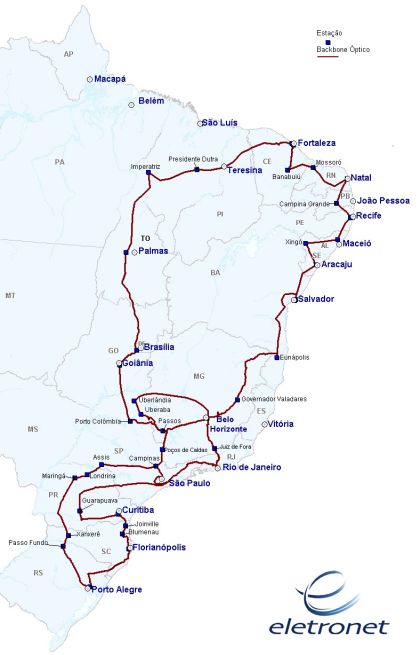 Estação
Backbone Óptico
AP
Macapá
Belém
São Luís
Fortaleza
Presidente Dutra
Mossoró
CE
Imperatriz
Teresina
Banabuiú
RN
Natal
PA
PB
João Pessoa
Campina Grande
Recife
PI
PE
TO
Xingó
AL
Maceió
Palmas
SE
Aracaju
BA
MT
Salvador
DF
Brasília
GO
Eunápolis
Goiânia
MG
Uberlândia
Governador Valadares
Uberaba
ES
Porto Colômbia
Passos
Belo
Horizonte
Vitória
MS
Poços de Caldas
Juiz de Fora
SP
Assis
Campinas
RJ
Rio de Janeiro
Maringá
Londrina
São Paulo
PR
Guarapuava
Curitiba
Joinville
Xanxerê
Blumenau
Passo Fundo
SC
Florianópolis
RS
Porto Alegre
eletronet